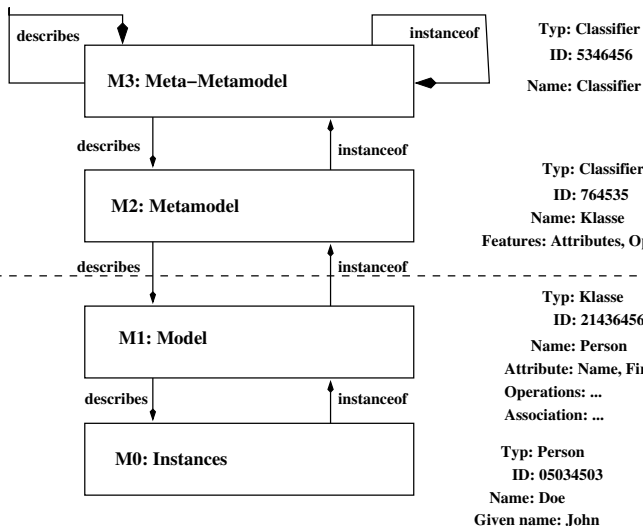 describes
instanceof
M3: Meta-Metamodel
Typ: Classifier
ID: 5346456
Name: Classifier
describes
instanceof
M2: Metamodel
Typ: Classifier
ID: 764535
Name: Klasse
Features: Attributes, Op
describes
instanceof
M1: Model
Typ: Klasse
ID: 21436456
Name: Person
Attribute: Name, Fir
Operations: ...
Association: ...
describes
instanceof
M0: Instances
Typ: Person
ID: 05034503
Name: Doe
Given name: John